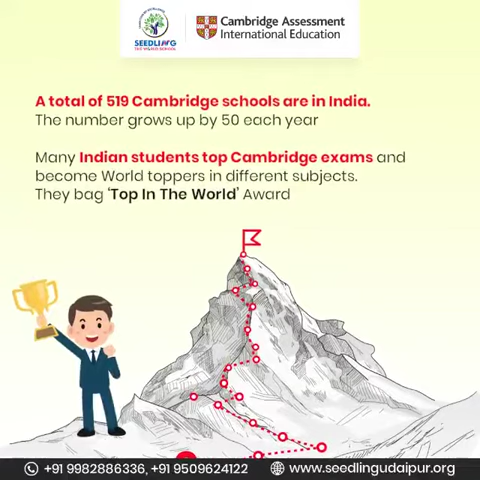 SEEDLING
THE WORLD SCHOOL
Cambridge Assessment
International Education
A total of 519 Cambridge schools are in India.
The number grows up by 50 each year
Many Indian students top Cambridge exams and
become World toppers in different subjects.
They bag ‘Top In The World’ Award
+91 9982886336, +91 9509624122
www.seedlingudaipur.org